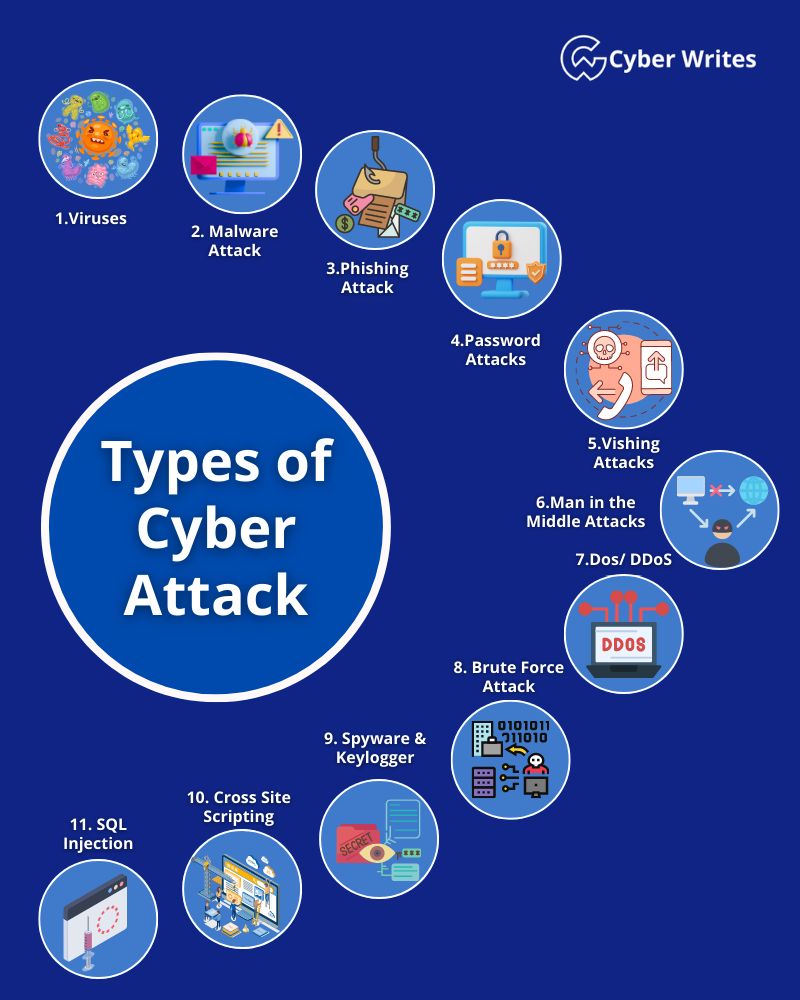 Cyber Writes
1.Viruses
2. Malware
Attack
3.Phishing
Attack
4.Password
Attacks
5.Vishing
Attacks
6.Man in the
Middle Attacks
7.Dos/ DDoS
DDOS
8. Brute Force
Attack
0101011
011010
9. Spyware &
Keylogger
SECRET
10. Cross Site
Scripting
11. SQL
Injection
Types of
Cyber
Attack